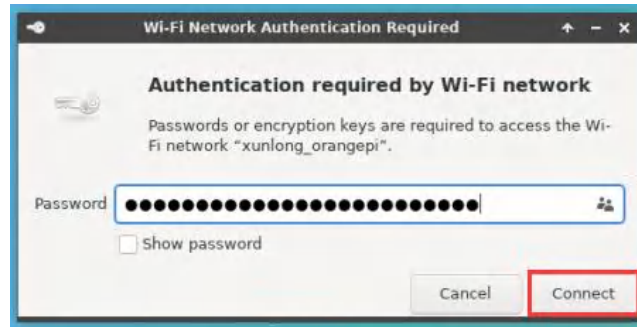 Wi-Fi Network Authentication Required
Authentication required by Wi-Fi network
Passwords or encryption keys are required to access the Wi-
Fi network “xunlong_orangepi”.
Password
Show password
Cancel
Connect